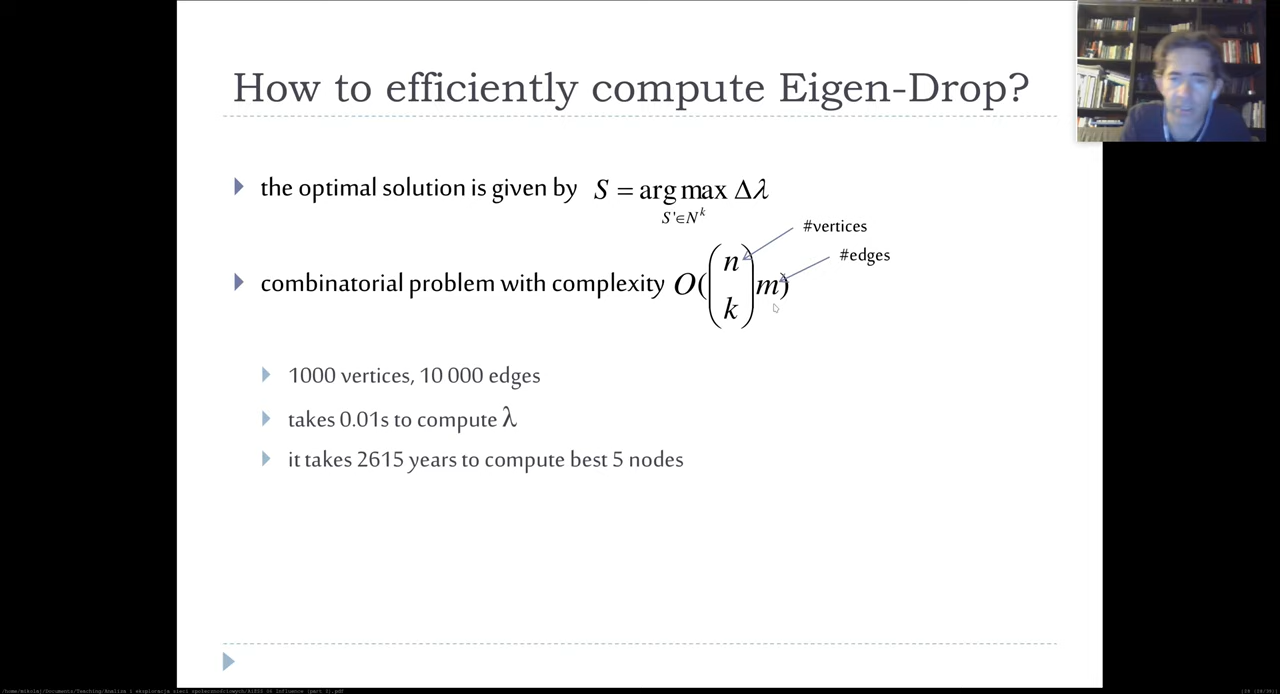 How to efficiently compute Eigen-Drop?
the optimal solution is given by S = arg max Δλ
S'∈N^k
#vertices
#edges
combinatorial problem with complexity O((n k)m)
1000 vertices, 10 000 edges
takes 0.01s to compute λ
it takes 2615 years to compute best 5 nodes